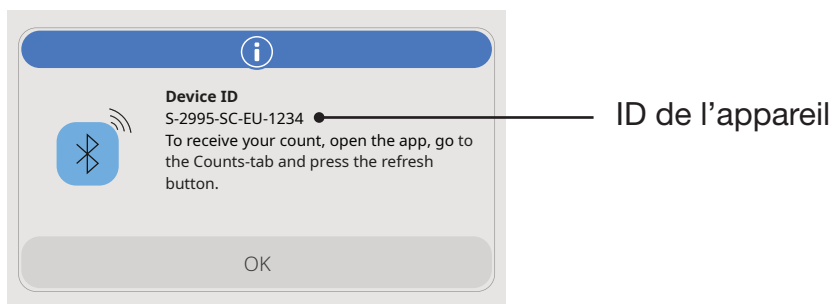 Device ID
S-2995-SC-EU-1234
To receive your count, open the app, go to
the Counts-tab and press the refresh
button.
OK
ID de l’appareil